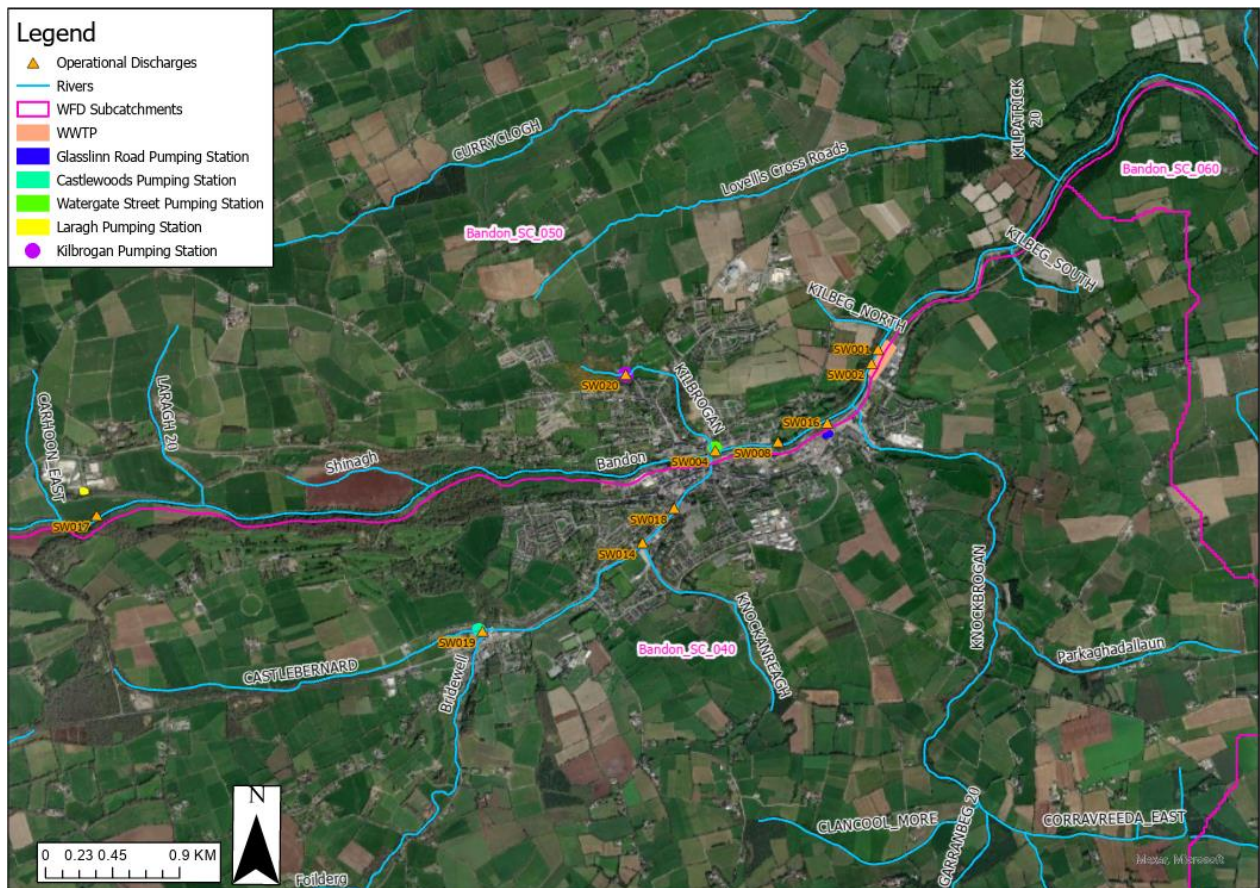 Legend
Operational Discharges
Rivers
WFD Subcatchments
WWTP
Glasslinn Road Pumping Station
Castlewoods Pumping Station
Watergate Street Pumping Station
Laragh Pumping Station
Kilbrogan Pumping Station
CURRYCLOGH
Lovell's Cross Roads
KILPATRICK
20
Bandon_SC_060
Bandon_SC_050
KILBEG_SOUTH
KILBEG_NORTH
SW001
SW002
SW020
KILBROGAN
LARAGH 20
CARHOON_EAST
SW016
SW008
SW004
Bandon
Shinagh
SW017
SW018
SW014
KNOCKBROGAN
KNOCKANREAGH
SW019
Bandon_SC_040
Parkaghadallaun
CASTLEBERNARD
Bridewell
CLANCOOL_MORE
GARRANBEG 20
CORRAVREEDA_EAST
N
0 0.23 0.45 0.9 KM
Foilderg
Maxar, Microsoft